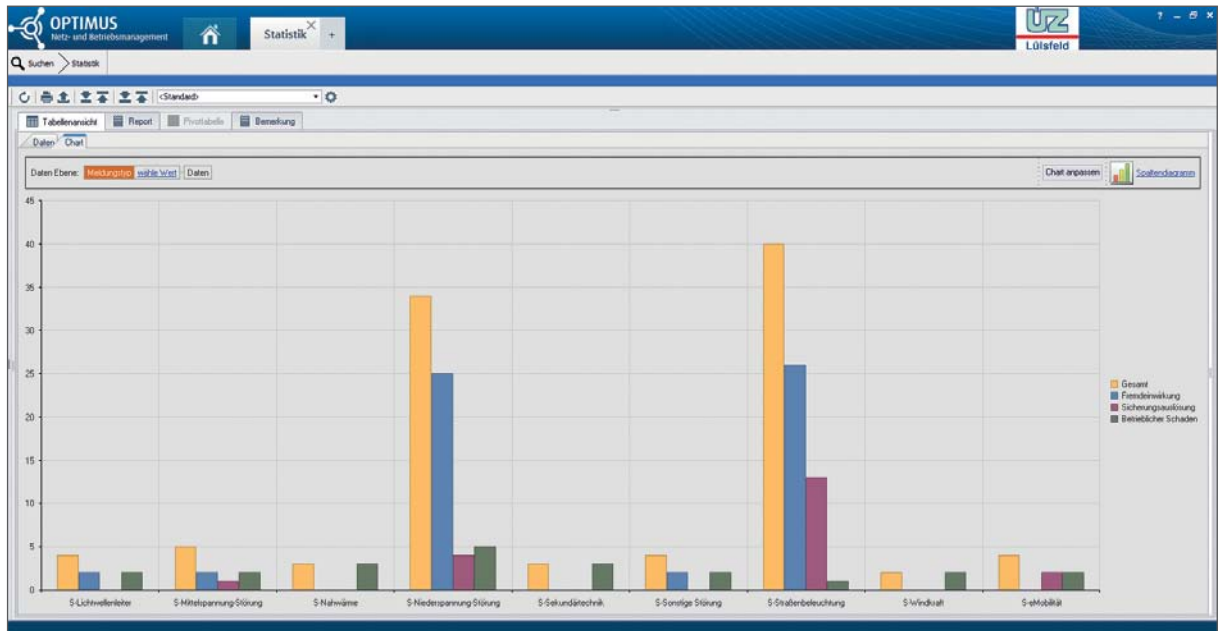 OPTIMUS
Netz- und Betriebsmanagement
Statistik
+
ÜZ
Lülsfeld
?
Suchen
Statistik
<Standard>
Tabellenansicht
Report
Pivottabelle
Bemerkung
Daten
Chart
Daten Ebene:
Meldungstyp
wähle Wert
Daten
Chart anpassen
Spaltendiagramm
45
40
35
30
25
20
15
10
5
0
Gesamt
Fremdeinwirkung
Sicherungsauslösung
Betrieblicher Schaden
S-Lichtwellenleiter
S-Mittelspannung-Störung
S-Nahwärme
S-Niederspannung-Störung
S-Sekundärtechnik
S-Sonstige Störung
S-Straßenbeleuchtung
S-Windkraft
S-eMobilität